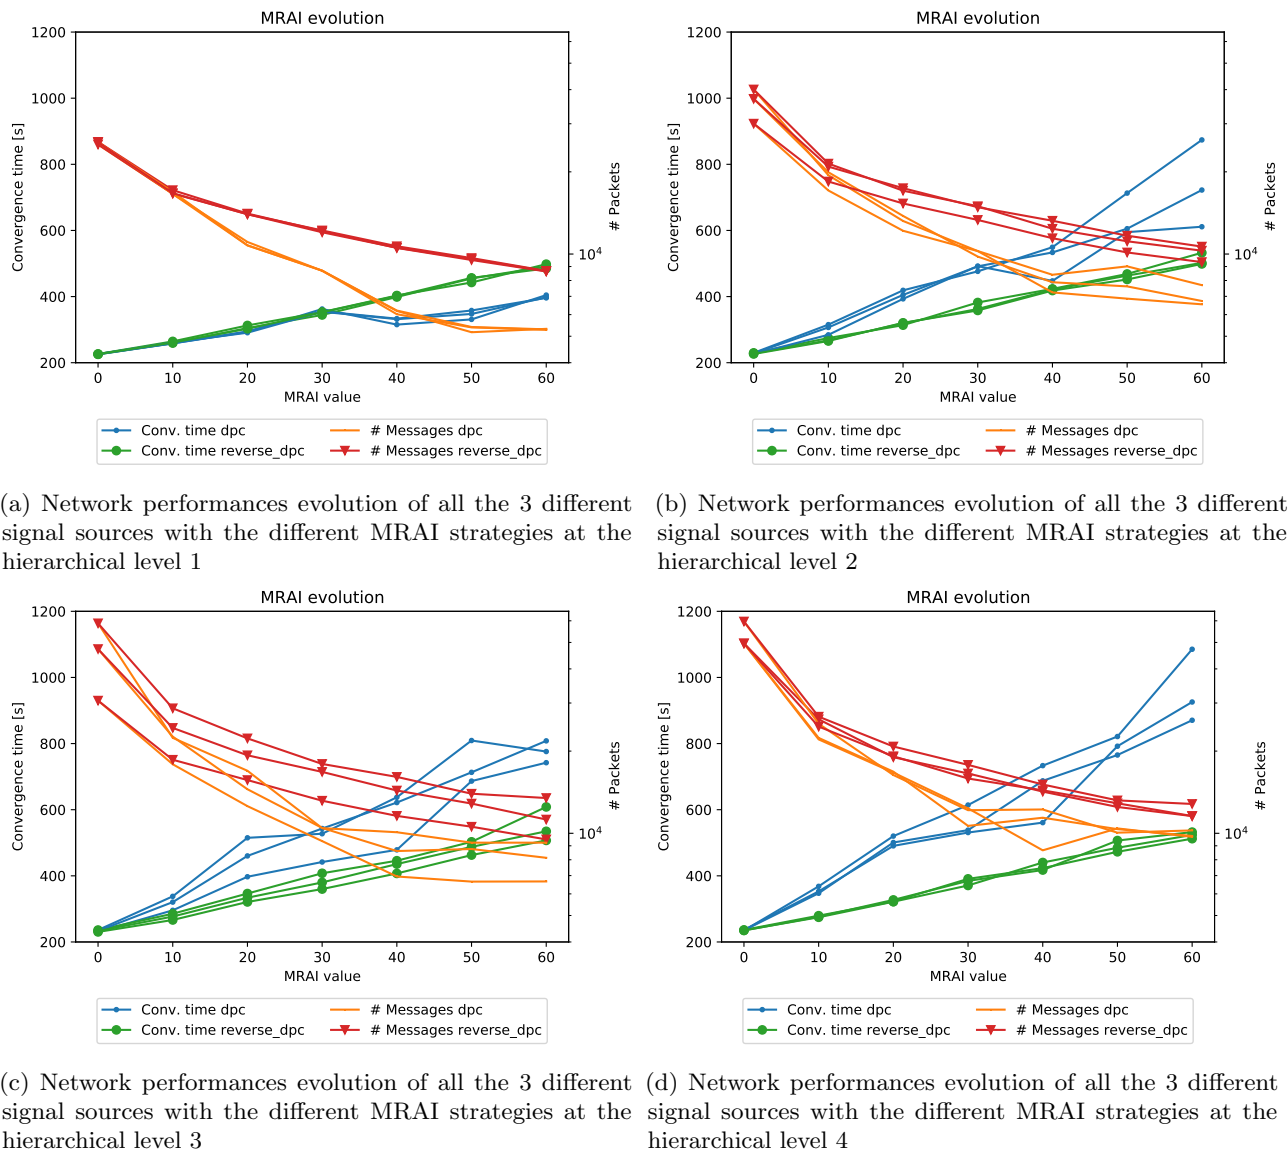 MRAI evolution
1200
1000
800
600
400
200
Convergence time [s]
10⁴
# Packets
0 10 20 30 40 50 60
MRAI value
Conv. time dpc # Messages dpc
Conv. time reverse_dpc # Messages reverse_dpc
(a) Network performances evolution of all the 3 different
signal sources with the different MRAI strategies at the
hierarchical level 1
MRAI evolution
1200
1000
800
600
400
200
Convergence time [s]
10⁴
# Packets
0 10 20 30 40 50 60
MRAI value
Conv. time dpc # Messages dpc
Conv. time reverse_dpc # Messages reverse_dpc
(b) Network performances evolution of all the 3 different
signal sources with the different MRAI strategies at the
hierarchical level 2
MRAI evolution
1200
1000
800
600
400
200
Convergence time [s]
10⁴
# Packets
0 10 20 30 40 50 60
MRAI value
Conv. time dpc # Messages dpc
Conv. time reverse_dpc # Messages reverse_dpc
(c) Network performances evolution of all the 3 different
signal sources with the different MRAI strategies at the
hierarchical level 3
MRAI evolution
1200
1000
800
600
400
200
Convergence time [s]
10⁴
# Packets
0 10 20 30 40 50 60
MRAI value
Conv. time dpc # Messages dpc
Conv. time reverse_dpc # Messages reverse_dpc
(d) Network performances evolution of all the 3 different
signal sources with the different MRAI strategies at the
hierarchical level 4